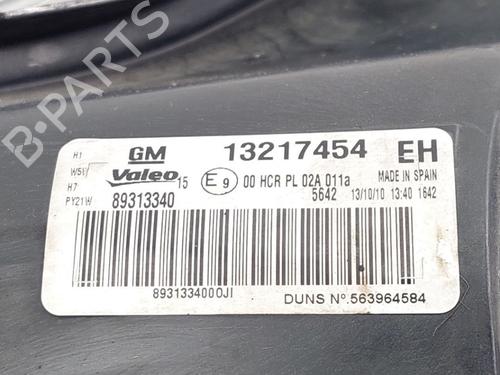 H1 GM 13217454 EH
W5W Valeo 15 E9 00 HCR PL 02A 011a MADE IN SPAIN
H7 5642 13/10/10 13:40 1642
PY21W 89313340
89313340000JI DUNS Nº.563964584
B-PARTS